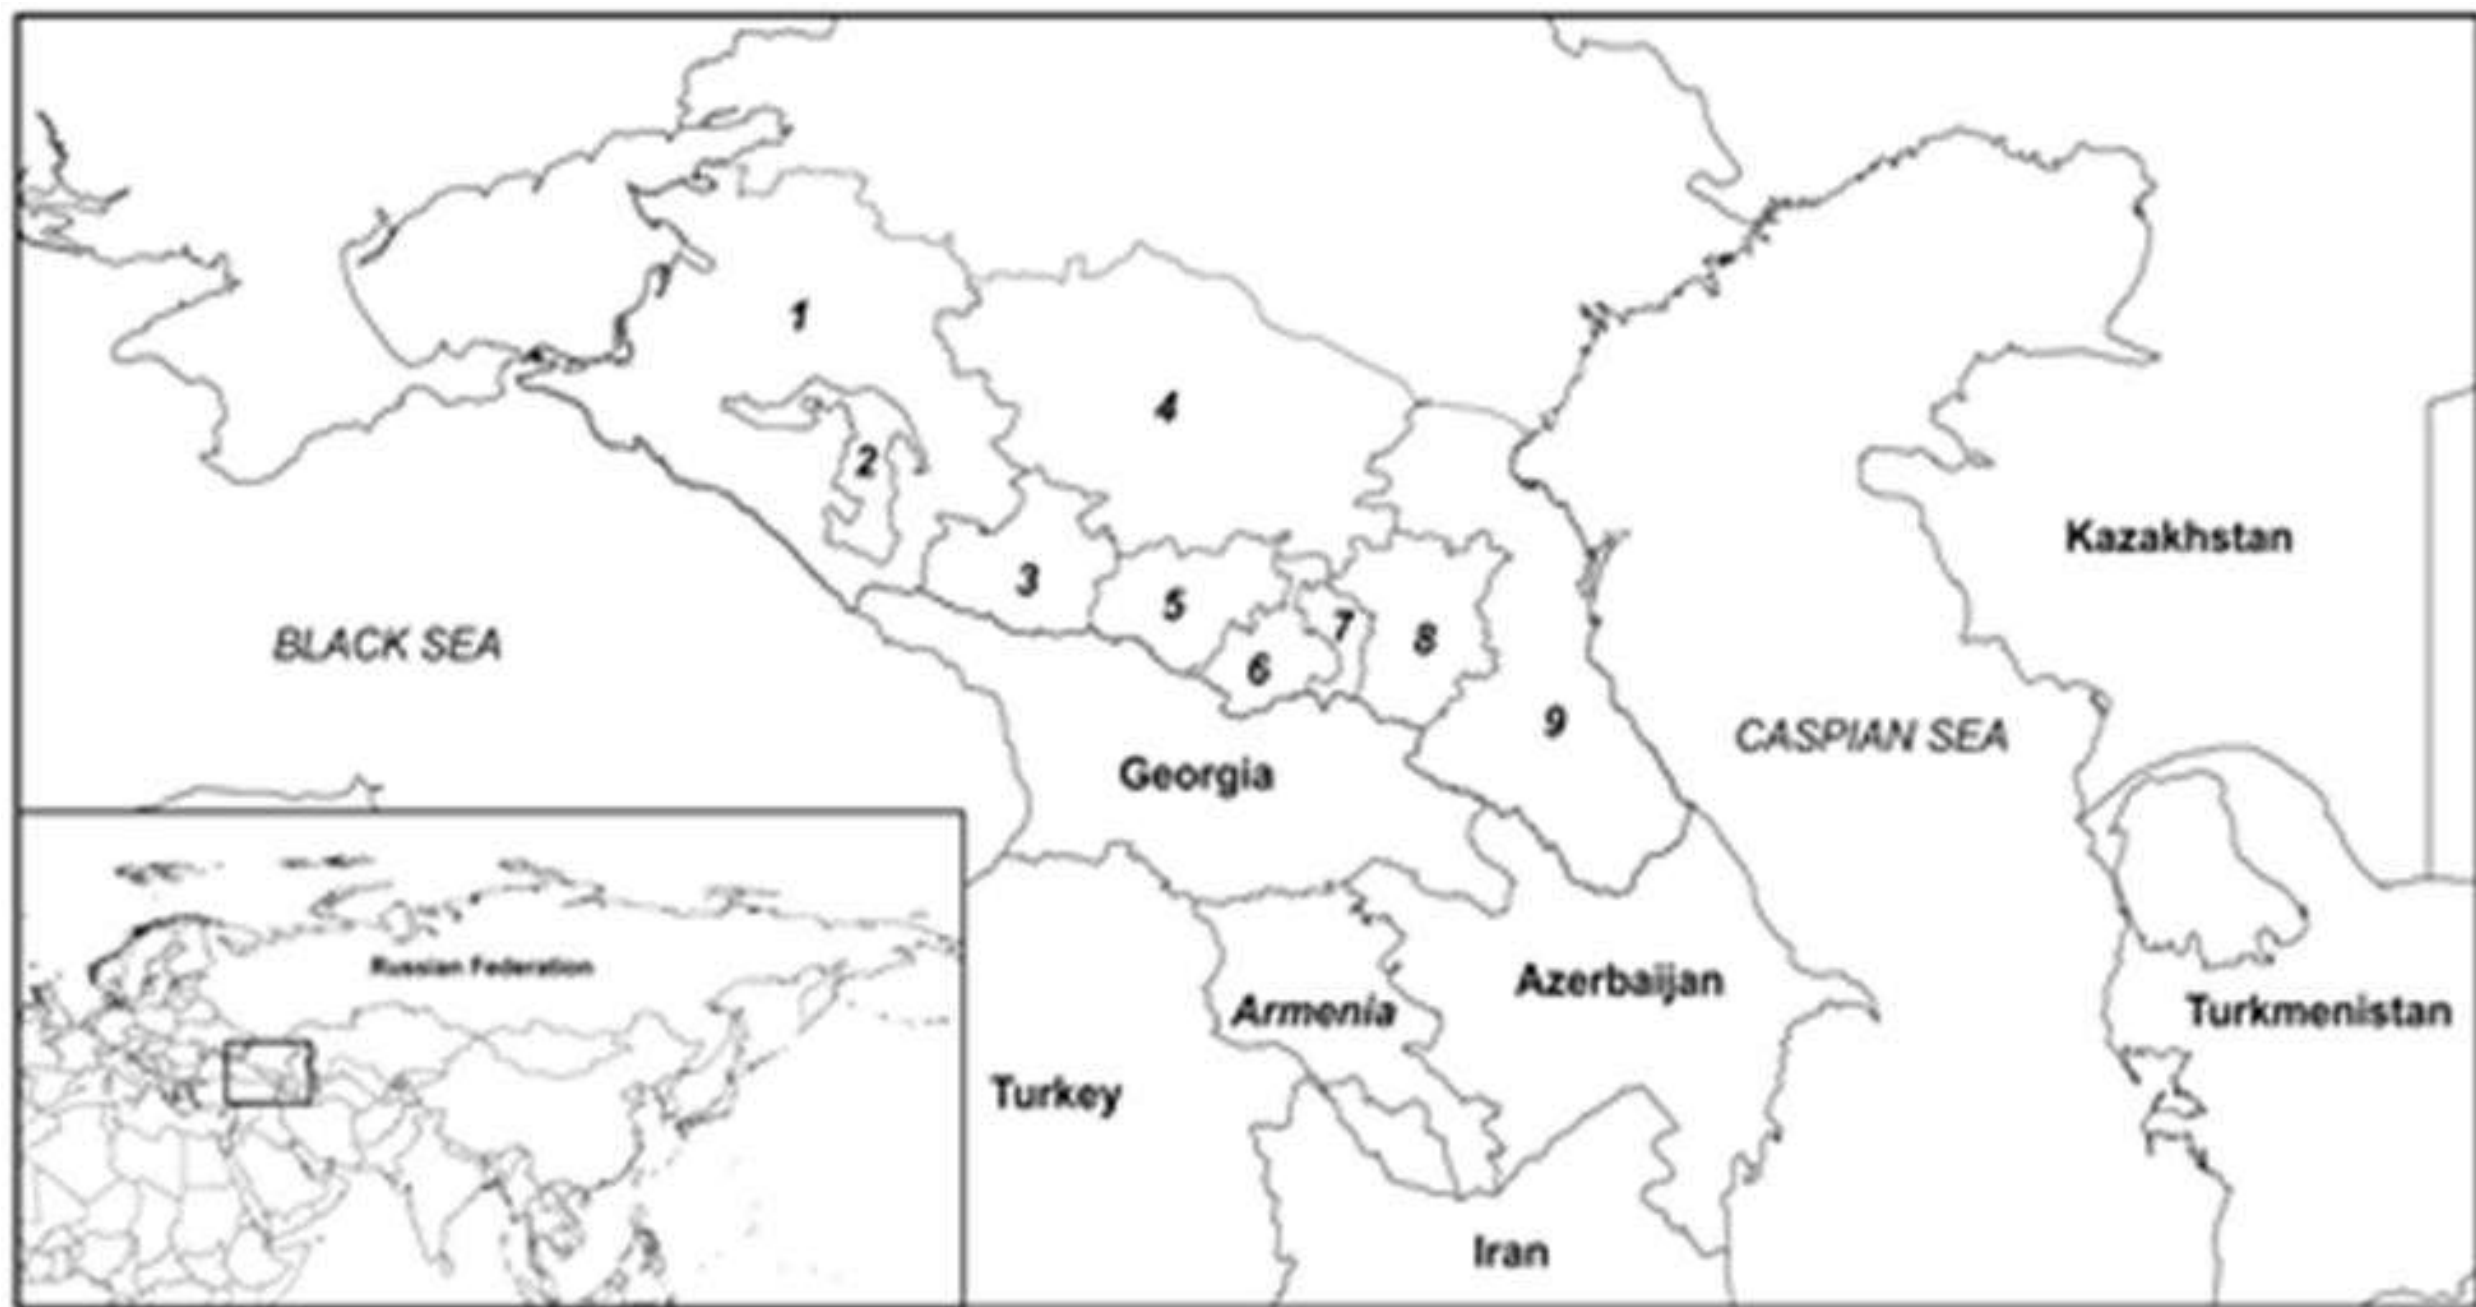 1
4
2
Kazakhstan
3
5
7
8
BLACK SEA
6
9
CASPIAN SEA
Georgia
Russian Federation
Azerbaijan
Armenia
Turkmenistan
Turkey
Iran